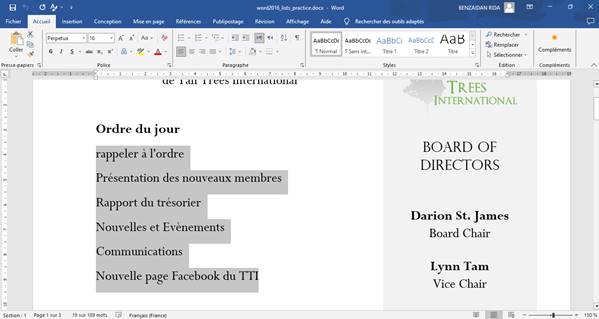 word2016_lists_practice.docx - Word
BENZAIDAN RIDA
Fichier
Accueil
Insertion
Dessin
Conception
Mise en page
Références
Publipostage
Révision
Affichage
Aide
Rechercher des outils adaptés
Coller
Presse-papiers
Perpetua
16
Police
Paragraphe
AaBbCcDc
¶ Normal
AaBbCcDc
¶ Sans int...
AaBbCc
Titre 1
AaBbCcC
Titre 2
Styles
Rechercher
Remplacer
Sélectionner
Édition
Compléments
Compléments
de Tall Trees International
Ordre du jour
rappeler à l'ordre
Présentation des nouveaux membres
Rapport du trésorier
Nouvelles et Evènements
Communications
Nouvelle page Facebook du TTI
TREES
INTERNATIONAL
BOARD OF
DIRECTORS
Darion St. James
Board Chair
Lynn Tam
Vice Chair
Section : 1
Page 1 sur 3
19 sur 109 mots
Français (France)
150 %